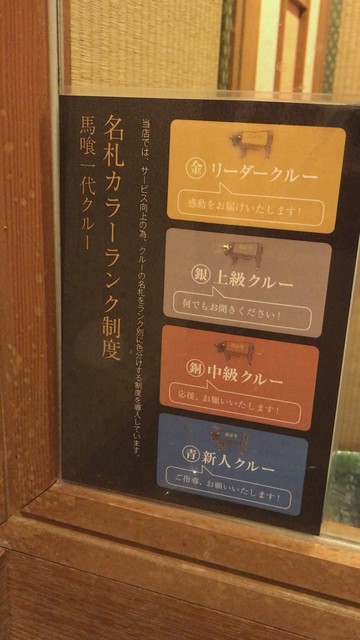 名札カラーランク制度
馬喰一代クルー
当店では、サービス向上の為、クルーの名札をランク別に色分けする制度を導入しています。
金 リーダークルー
感動をお届けいたします!
銀 上級クルー
何でもお聞きください!
銅 中級クルー
応援、お願いいたします!
青 新人クルー
ご指導、お願いいたします!